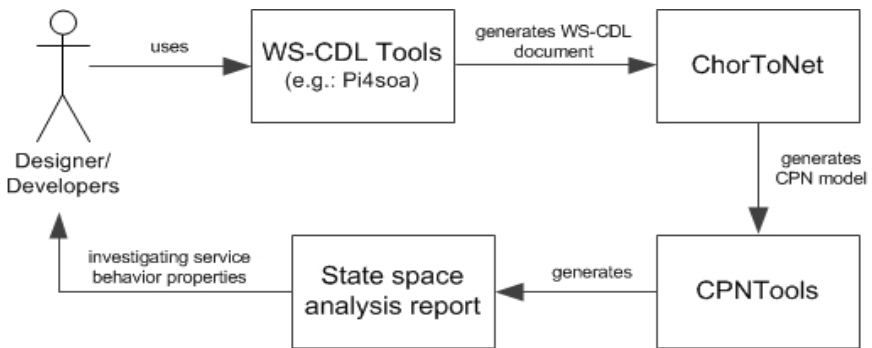 uses
WS-CDL Tools
(e.g.: Pi4soa)
generates WS-CDL
document
ChorToNet
Designer/
Developers
generates
CPN model
investigating service
behavior properties
State space
analysis report
generates
CPNTools